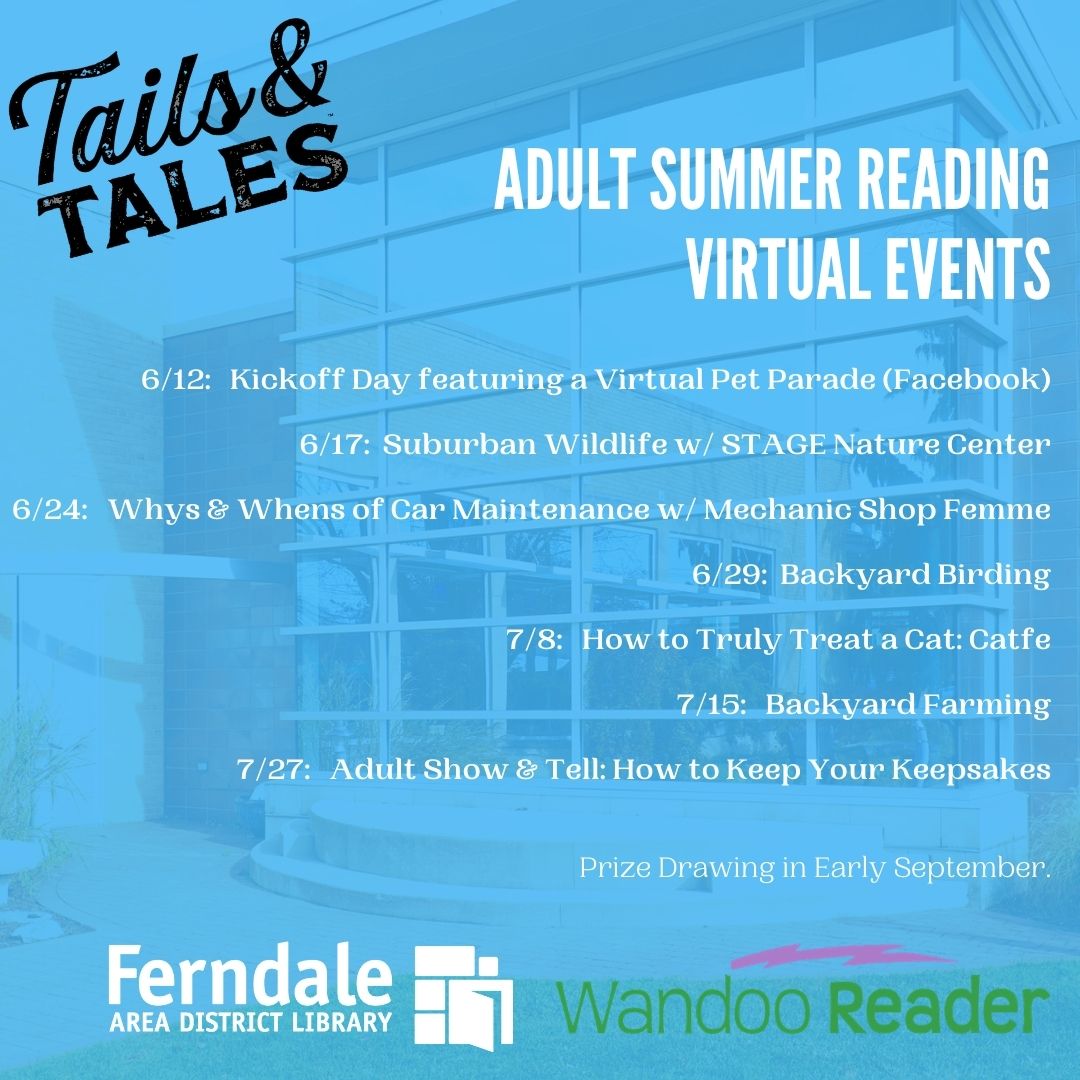 Tails &
TALES
ADULT SUMMER READING
VIRTUAL EVENTS
6/12: Kickoff Day featuring a Virtual Pet Parade (Facebook)
6/17: Suburban Wildlife w/ STAGE Nature Center
6/24: Whys & Whens of Car Maintenance w/ Mechanic Shop Femme
6/29: Backyard Birding
7/8: How to Truly Treat a Cat: Catfe
7/15: Backyard Farming
7/27: Adult Show & Tell: How to Keep Your Keepsakes
Prize Drawing in Early September.
Ferndale
AREA DISTRICT LIBRARY
Wandoo Reader